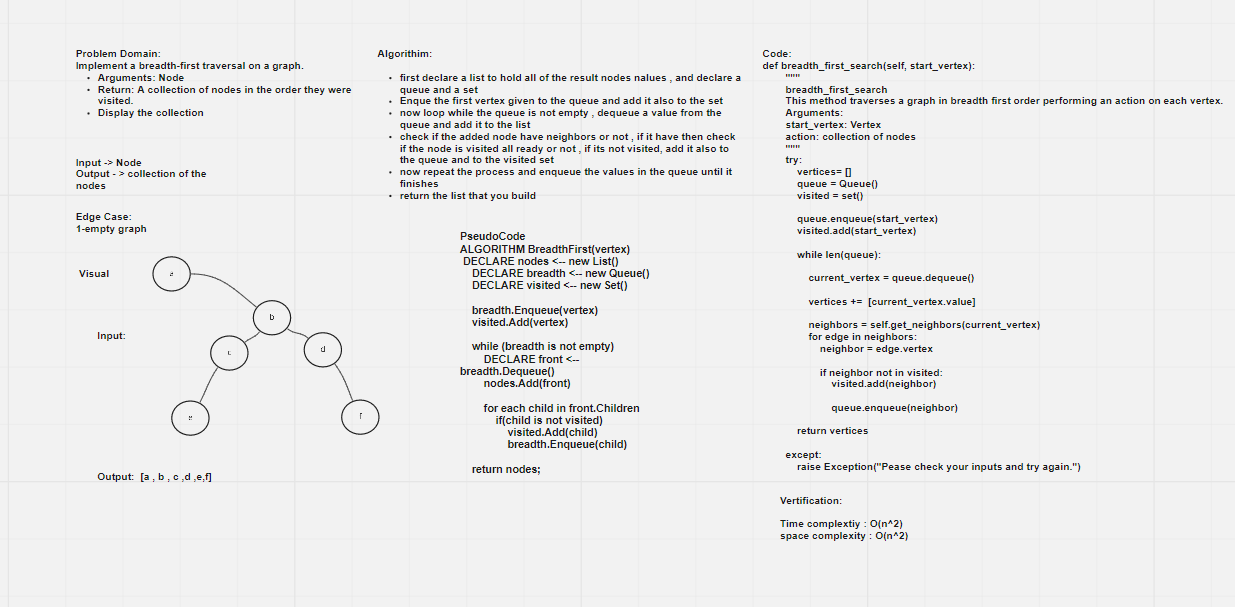 Problem Domain:
Implement a breadth-first traversal on a graph.
• Arguments: Node
• Return: A collection of nodes in the order they were
visited.
• Display the collection
Input -> Node
Output - > collection of the
nodes
Edge Case:
1-empty graph
Visual
a
b
c
d
e
f
Input:
Output: [a , b , c ,d ,e,f]
Algorithim:
• first declare a list to hold all of the result nodes nalues , and declare a
queue and a set
• Enque the first vertex given to the queue and add it also to the set
• now loop while the queue is not empty , dequeue a value from the
queue and add it to the list
• check if the added node have neighbors or not , if it have then check
if the node is visited all ready or not , if its not visited, add it also to
the queue and to the visited set
• now repeat the process and enqueue the values in the queue until it
finishes
• return the list that you build
PseudoCode
ALGORITHM BreadthFirst(vertex)
DECLARE nodes <-- new List()
DECLARE breadth <-- new Queue()
DECLARE visited <-- new Set()
breadth.Enqueue(vertex)
visited.Add(vertex)
while (breadth is not empty)
DECLARE front <--
breadth.Dequeue()
nodes.Add(front)
for each child in front.Children
if(child is not visited)
visited.Add(child)
breadth.Enqueue(child)
return nodes;
Code:
def breadth_first_search(self, start_vertex):
"""
breadth_first_search
This method traverses a graph in breadth first order performing an action on each vertex.
Arguments:
start_vertex: Vertex
action: collection of nodes
"""
try:
vertices= []
queue = Queue()
visited = set()
queue.enqueue(start_vertex)
visited.add(start_vertex)
while len(queue):
current_vertex = queue.dequeue()
vertices += [current_vertex.value]
neighbors = self.get_neighbors(current_vertex)
for edge in neighbors:
neighbor = edge.vertex
if neighbor not in visited:
visited.add(neighbor)
queue.enqueue(neighbor)
return vertices
except:
raise Exception("Pease check your inputs and try again.")
Vertification:
Time complextiy : O(n^2)
space complexity : O(n^2)